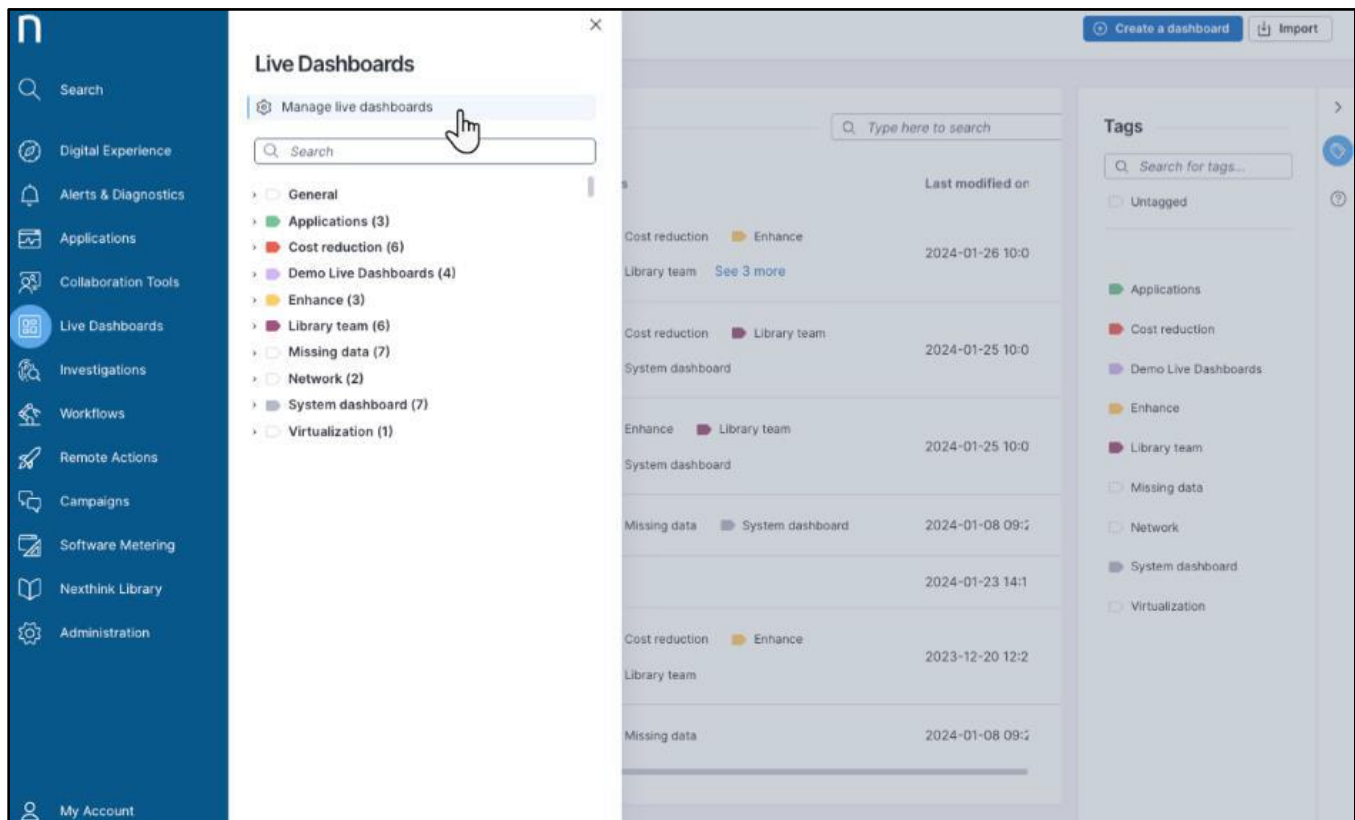 n
Search
Digital Experience
Alerts & Diagnostics
Applications
Collaboration Tools
Live Dashboards
Investigations
Workflows
Remote Actions
Campaigns
Software Metering
Nexthink Library
Administration
My Account
Live Dashboards
Manage live dashboards
Search
General
Applications (3)
Cost reduction (6)
Demo Live Dashboards (4)
Enhance (3)
Library team (6)
Missing data (7)
Network (2)
System dashboard (7)
Virtualization (1)
Create a dashboard Import
Type here to search
s Last modified on
Cost reduction Enhance
Library team See 3 more
2024-01-26 10:0
Cost reduction Library team
System dashboard
2024-01-25 10:0
Enhance Library team
System dashboard
2024-01-25 10:0
Missing data System dashboard 2024-01-08 09:2
2024-01-23 14:1
Cost reduction Enhance
Library team
2023-12-20 12:2
Missing data 2024-01-08 09:2
Tags
Search for tags...
Untagged
Applications
Cost reduction
Demo Live Dashboards
Enhance
Library team
Missing data
Network
System dashboard
Virtualization